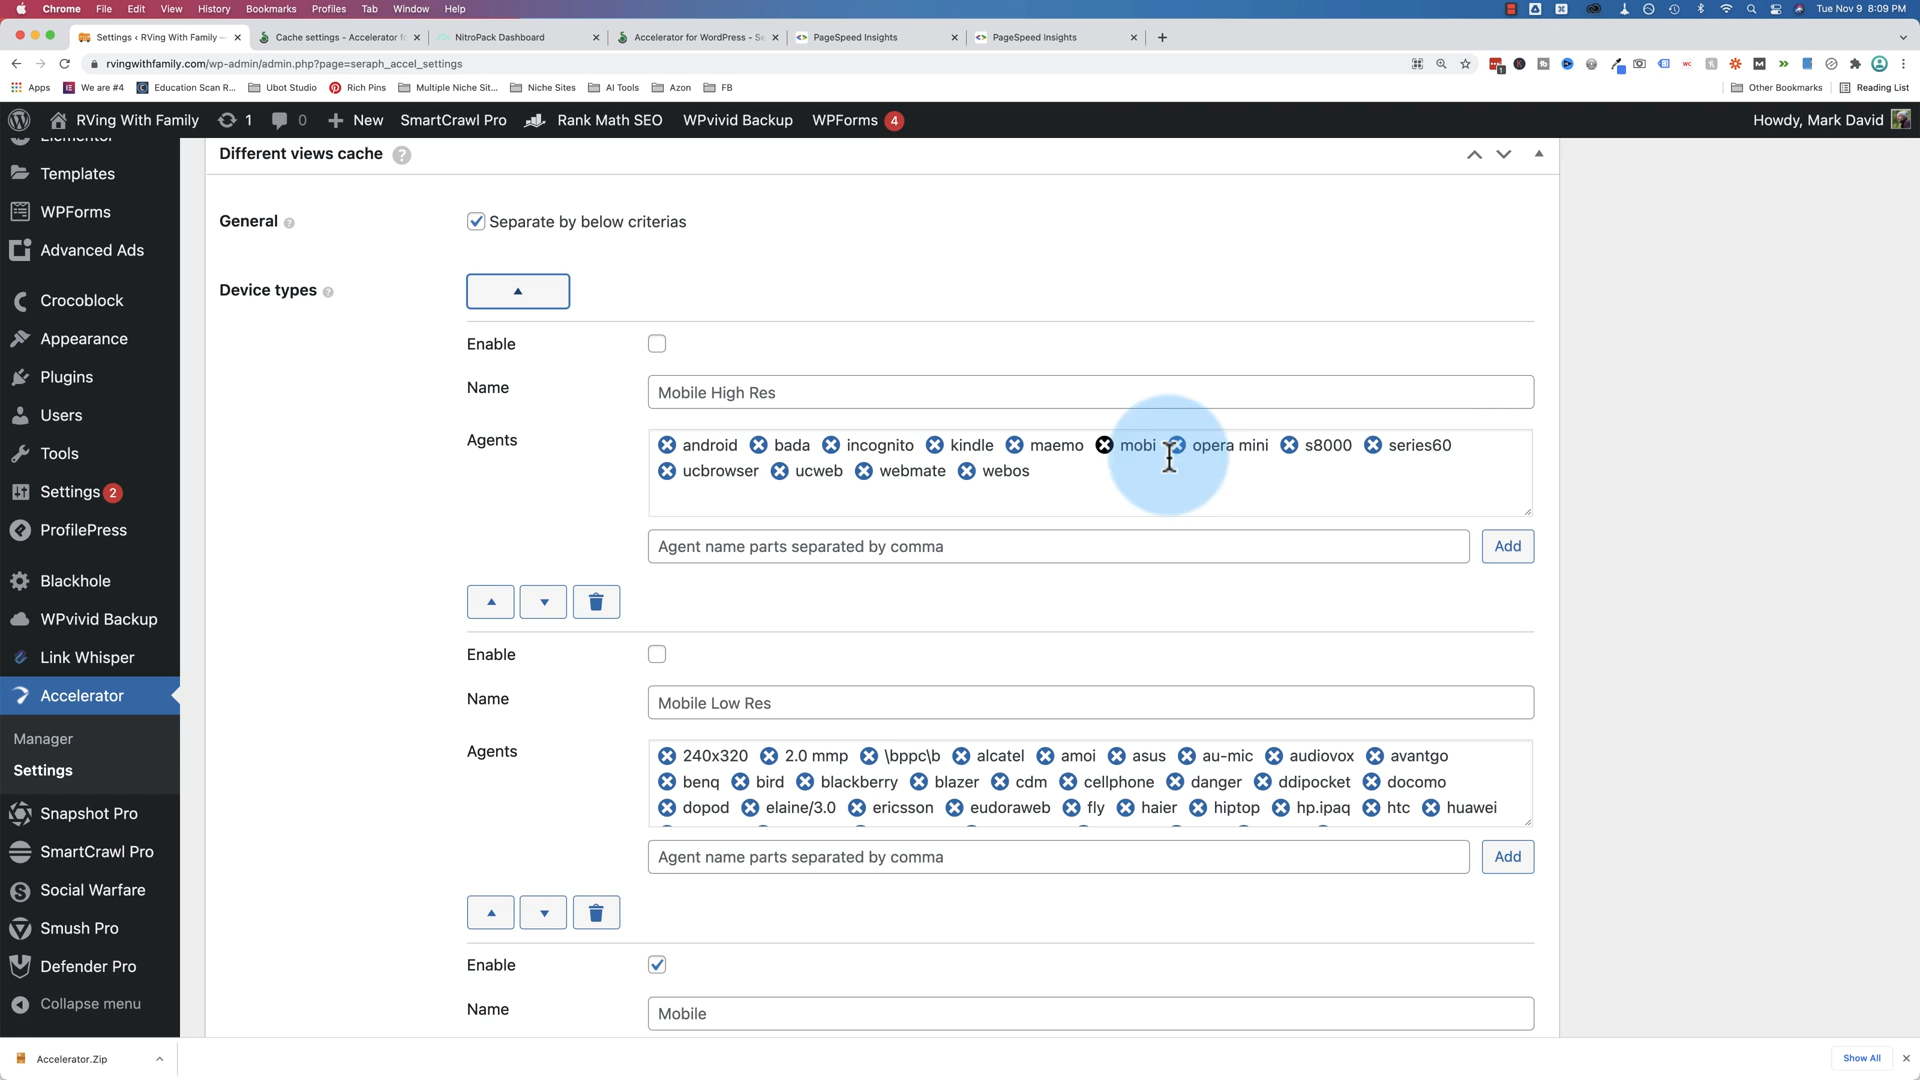 Chrome File Edit View History Bookmarks Profiles Tab Window Help Tue Nov 9 8:09 PM
Settings ‹ RVing With Family — Cache settings - Accelerator fo NitroPack Dashboard Accelerator for WordPress - Se PageSpeed Insights PageSpeed Insights
rvingwithfamily.com/wp-admin/admin.php?page=seraph_accel_settings
Apps We are #4 Education Scan R... Ubot Studio Rich Pins Multiple Niche Sit... Niche Sites AI Tools Azon FB Other Bookmarks Reading List
RVing With Family 1 0 New SmartCrawl Pro Rank Math SEO WPvivid Backup WPForms 4 Howdy, Mark David
Elementor
Templates
WPForms
Advanced Ads
Crocoblock
Appearance
Plugins
Users
Tools
Settings 2
ProfilePress
Blackhole
WPvivid Backup
Link Whisper
Accelerator
Manager
Settings
Snapshot Pro
SmartCrawl Pro
Social Warfare
Smush Pro
Defender Pro
Collapse menu
Different views cache ?
General ? Separate by below criterias
Device types ?
Enable
Name Mobile High Res
Agents android bada incognito kindle maemo mobi opera mini s8000 series60
ucbrowser ucweb webmate webos
Agent name parts separated by comma Add
Enable
Name Mobile Low Res
Agents 240x320 2.0 mmp \bppc\b alcatel amoi asus au-mic audiovox avantgo
benq bird blackberry blazer cdm cellphone danger ddipocket docomo
dopod elaine/3.0 ericsson eudoraweb fly haier hiptop hp.ipaq htc huawei
Agent name parts separated by comma Add
Enable
Name Mobile
Accelerator.Zip Show All